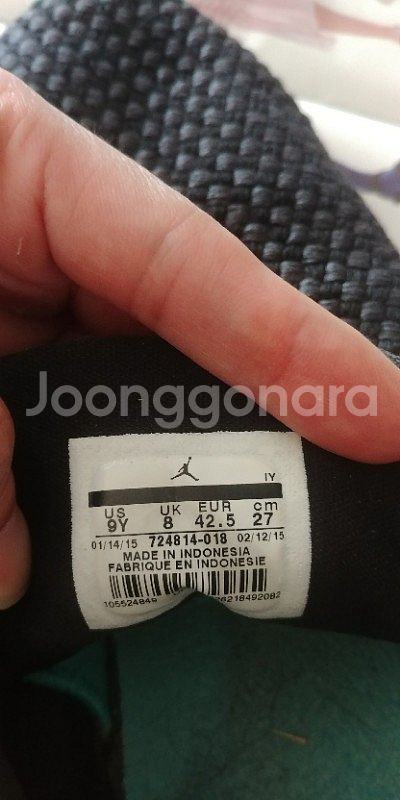 Joonggonara
IY
US UK EUR cm
9Y 8 42.5 27
01/14/15 724814-018 02/12/15
MADE IN INDONESIA
FABRIQUE EN INDONESIE